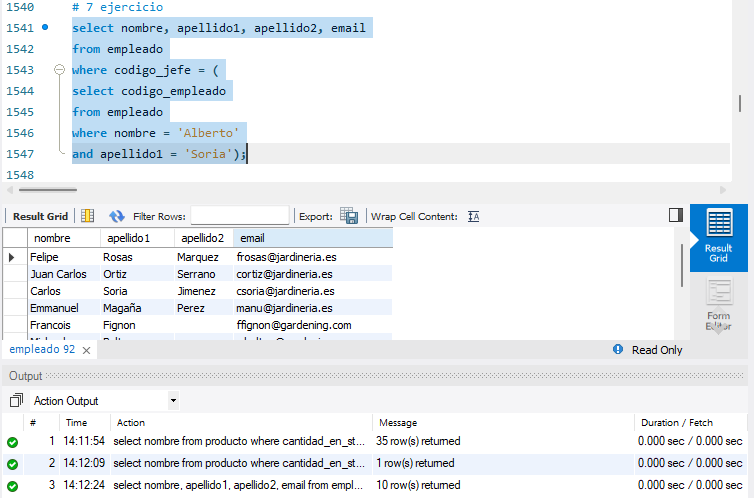 1540 # 7 ejercicio
1541 select nombre, apellido1, apellido2, email
1542 from empleado
1543 where codigo_jefe = (
1544 select codigo_empleado
1545 from empleado
1546 where nombre = 'Alberto'
1547 and apellido1 = 'Soria');
1548
Result Grid Filter Rows: Export: Wrap Cell Content:
nombre apellido1 apellido2 email
Felipe Rosas Marquez frosas@jardineria.es
Juan Carlos Ortiz Serrano cortiz@jardineria.es
Carlos Soria Jimenez csoria@jardineria.es
Emmanuel Magaña Perez manu@jardineria.es
Francois Fignon ffignon@gardening.com
Result Grid
Form Editor
empleado 92 Read Only
Output
Action Output
# Time Action Message Duration / Fetch
1 14:11:54 select nombre from producto where cantidad_en_st... 35 row(s) returned 0.000 sec / 0.000 sec
2 14:12:09 select nombre from producto where cantidad_en_st... 1 row(s) returned 0.000 sec / 0.000 sec
3 14:12:24 select nombre, apellido1, apellido2, email from empl... 10 row(s) returned 0.000 sec / 0.000 sec